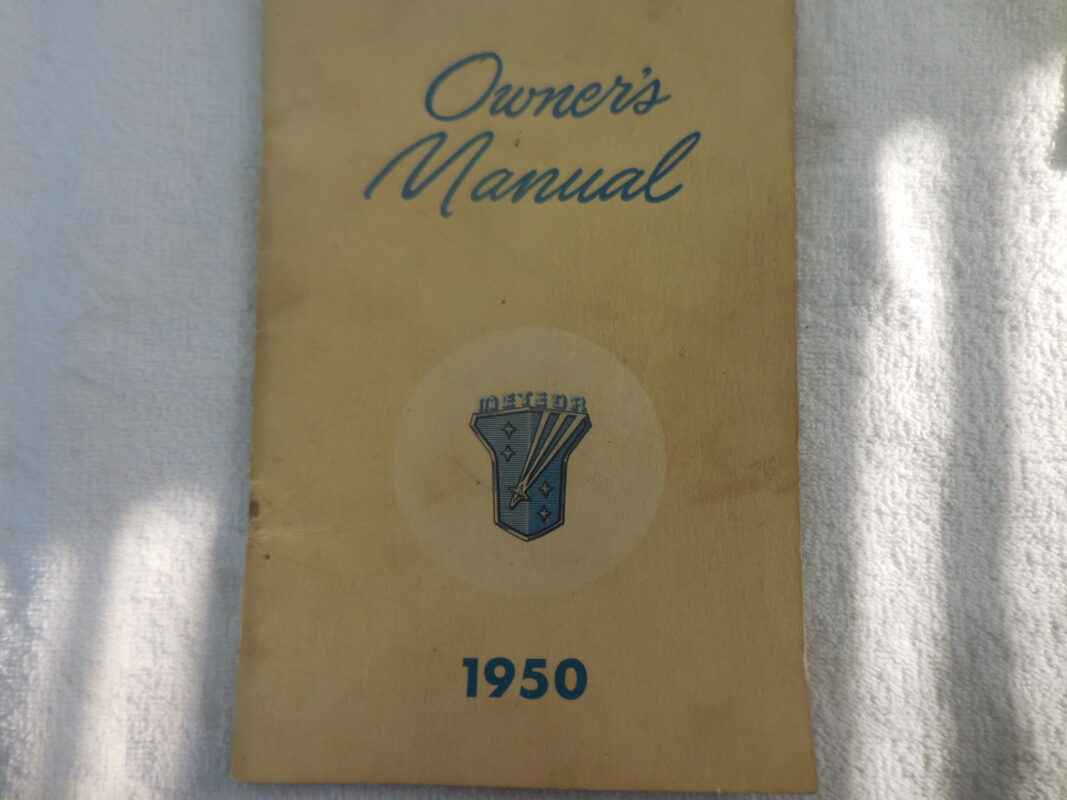 Owner's
Manual
METEOR
1950